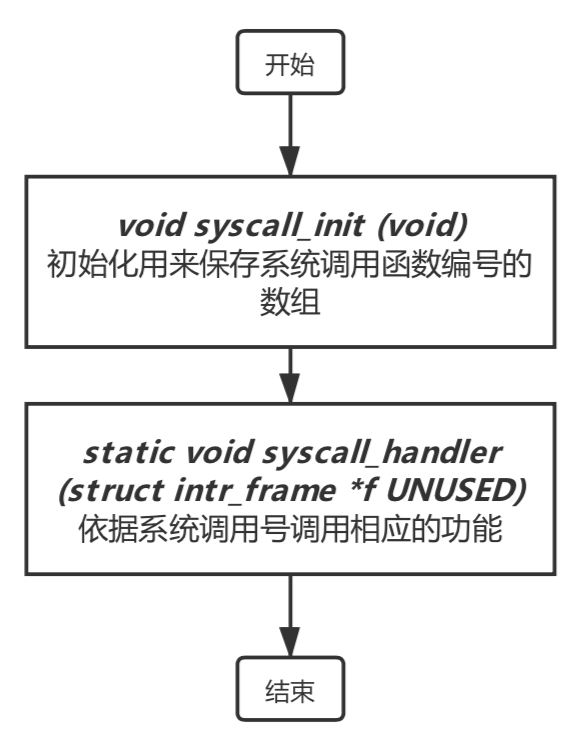 开始
void syscall_init (void)
初始化用来保存系统调用函数编号的
数组
static void syscall_handler
(struct intr_frame *f UNUSED)
依据系统调用号调用相应的功能
结束